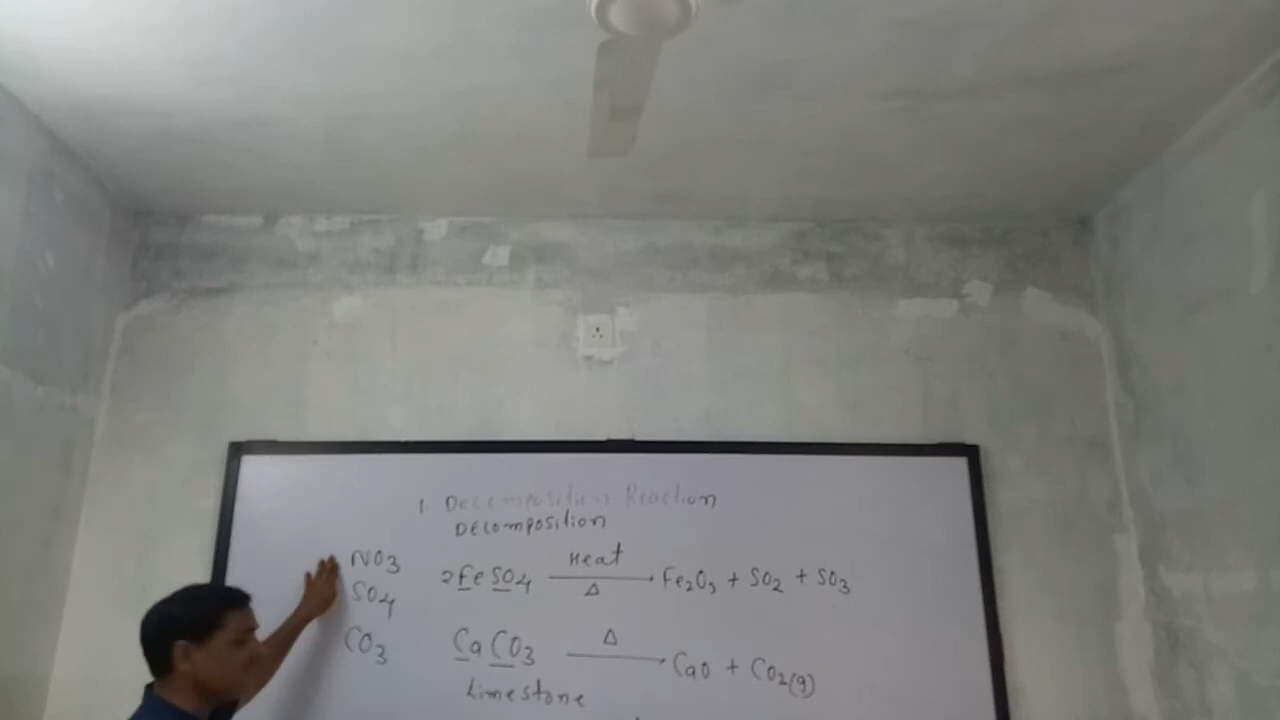 1. Decomposition Reaction
Decomposition
NO3
SO4
CO3
2FeSO4 Heat Δ → Fe2O3 + SO2 + SO3
CaCO3 Δ → CaO + CO2(g)
Limestone